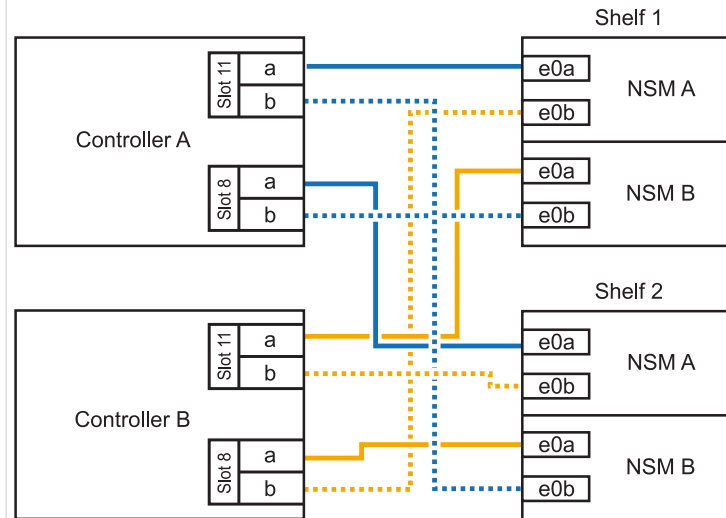 Shelf 1
Slot 11
a
b
Controller A
Slot 8
a
b
e0a
e0b
NSM A
e0a
e0b
NSM B
Shelf 2
Slot 11
a
b
Controller B
Slot 8
a
b
e0a
e0b
NSM A
e0a
e0b
NSM B